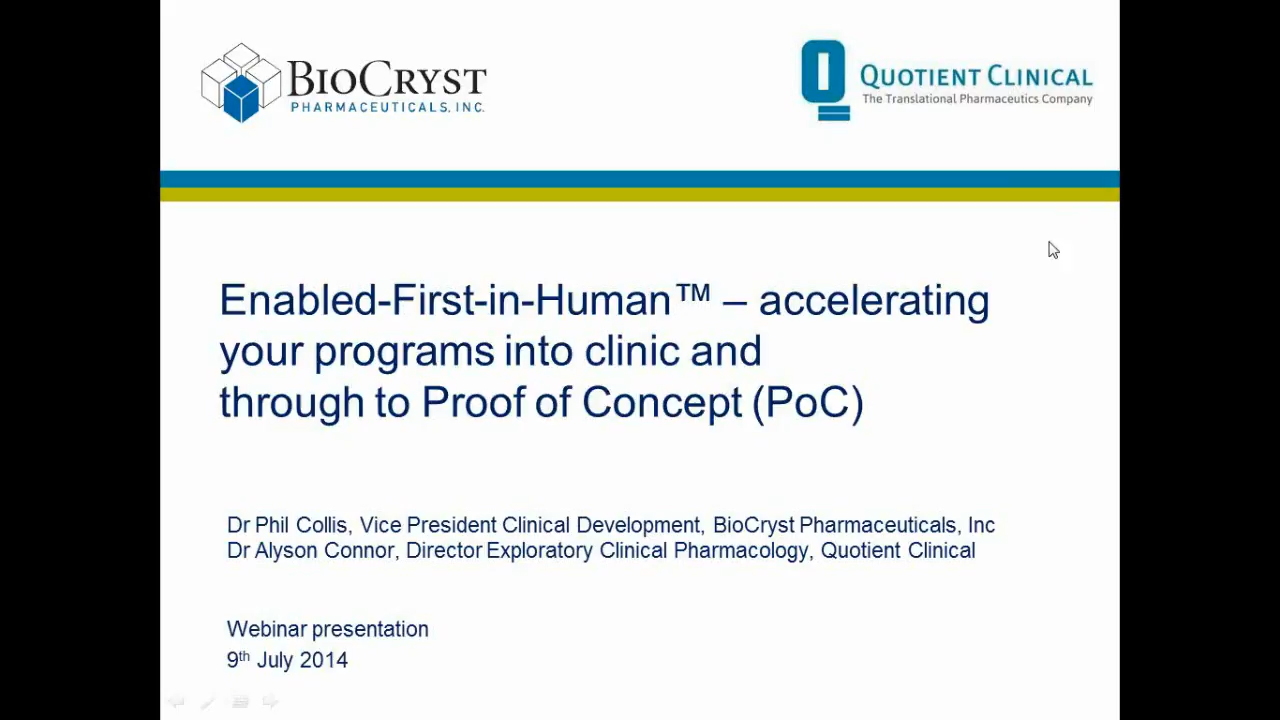 BIOCRYST
PHARMACEUTICALS, INC.
QUOTIENT CLINICAL
The Translational Pharmaceutics Company
Enabled-First-in-Human™ – accelerating
your programs into clinic and
through to Proof of Concept (PoC)
Dr Phil Collis, Vice President Clinical Development, BioCryst Pharmaceuticals, Inc
Dr Alyson Connor, Director Exploratory Clinical Pharmacology, Quotient Clinical
Webinar presentation
9th July 2014